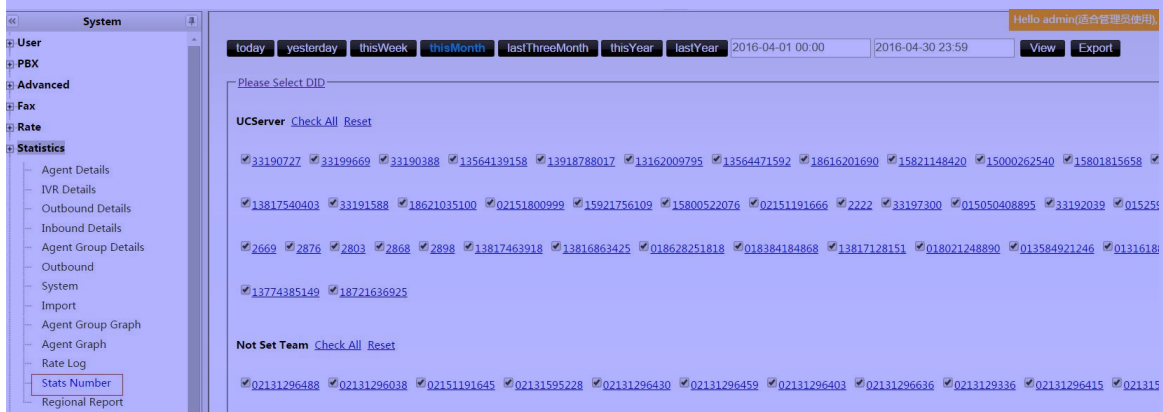 System
User
PBX
Advanced
Fax
Rate
Statistics
Agent Details
IVR Details
Outbound Details
Inbound Details
Agent Group Details
Outbound
System
Import
Agent Group Graph
Agent Graph
Rate Log
Stats Number
Regional Report
Hello admin(适合管理员使用),
today yesterday thisWeek thisMonth lastThreeMonth thisYear lastYear 2016-04-01 00:00 2016-04-30 23:59 View Export
Please Select DID
UCServer Check All Reset
33190727 33199669 33190388 13564139158 13918788017 13162009795 13564471592 18616201690 15821148420 15000262540 15801815658
13817540403 33191588 18621035100 02151800999 15921756109 15800522076 02151191666 2222 33197300 015050408895 33192039 01525
2669 2876 2803 2868 2898 13817463918 13816863425 018628251818 018384184868 13817128151 018021248890 013584921246 0131618
13774385149 18721636925
Not Set Team Check All Reset
02131296488 02131296038 02151191645 02131595228 02131296430 02131296459 02131296403 02131296636 0213129336 02131296415 021315